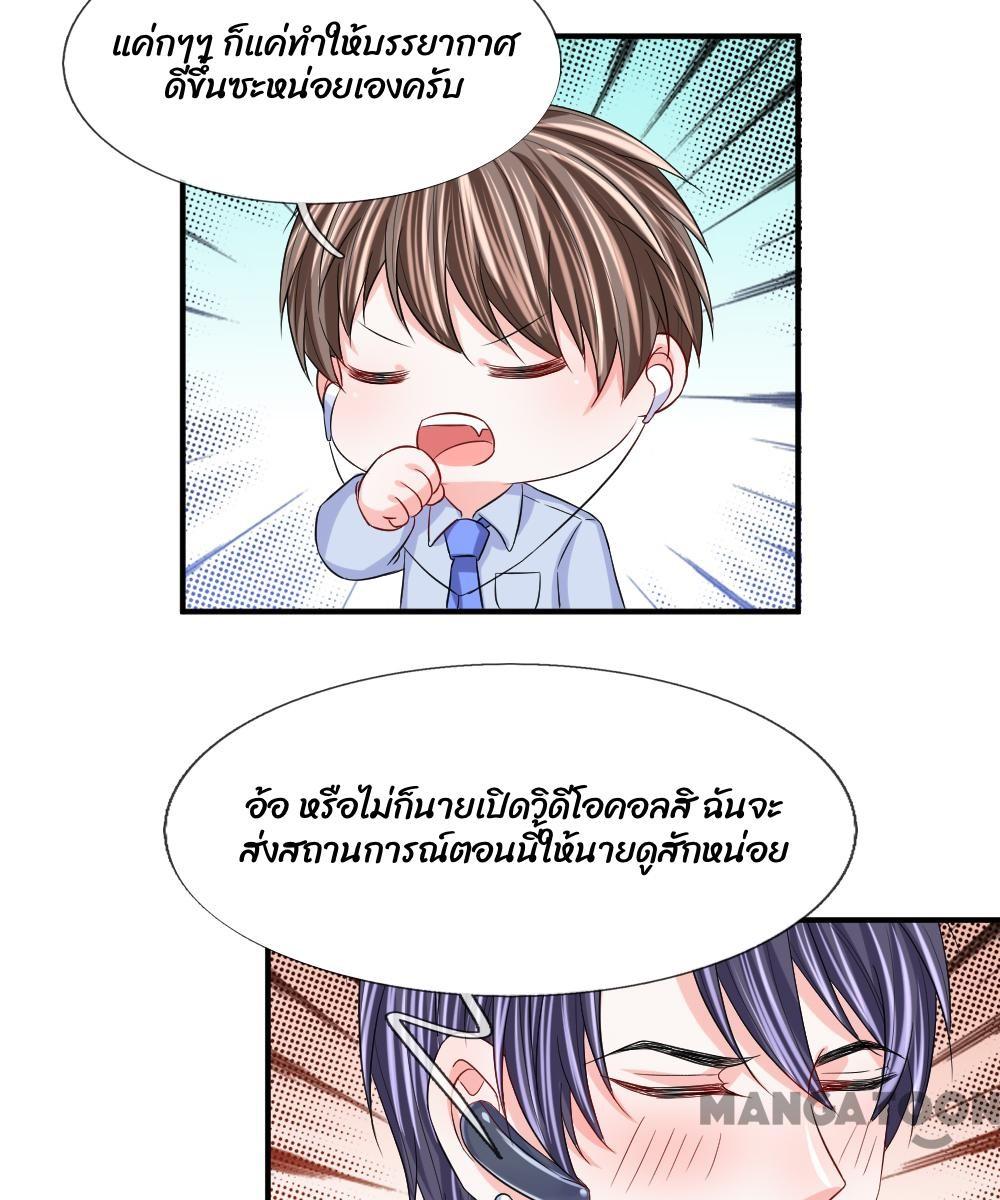 แค่กๆๆ ก็แค่ทำให้บรรยากาศ
ดีขึ้นซะหน่อยเองครับ
อ้อ หรือไม่ก็นายเปิดวิดีโอคอลสิ ฉันจะ
ส่งสถานการณ์ตอนนี้ให้นายดูสักหน่อย
MANGATOON